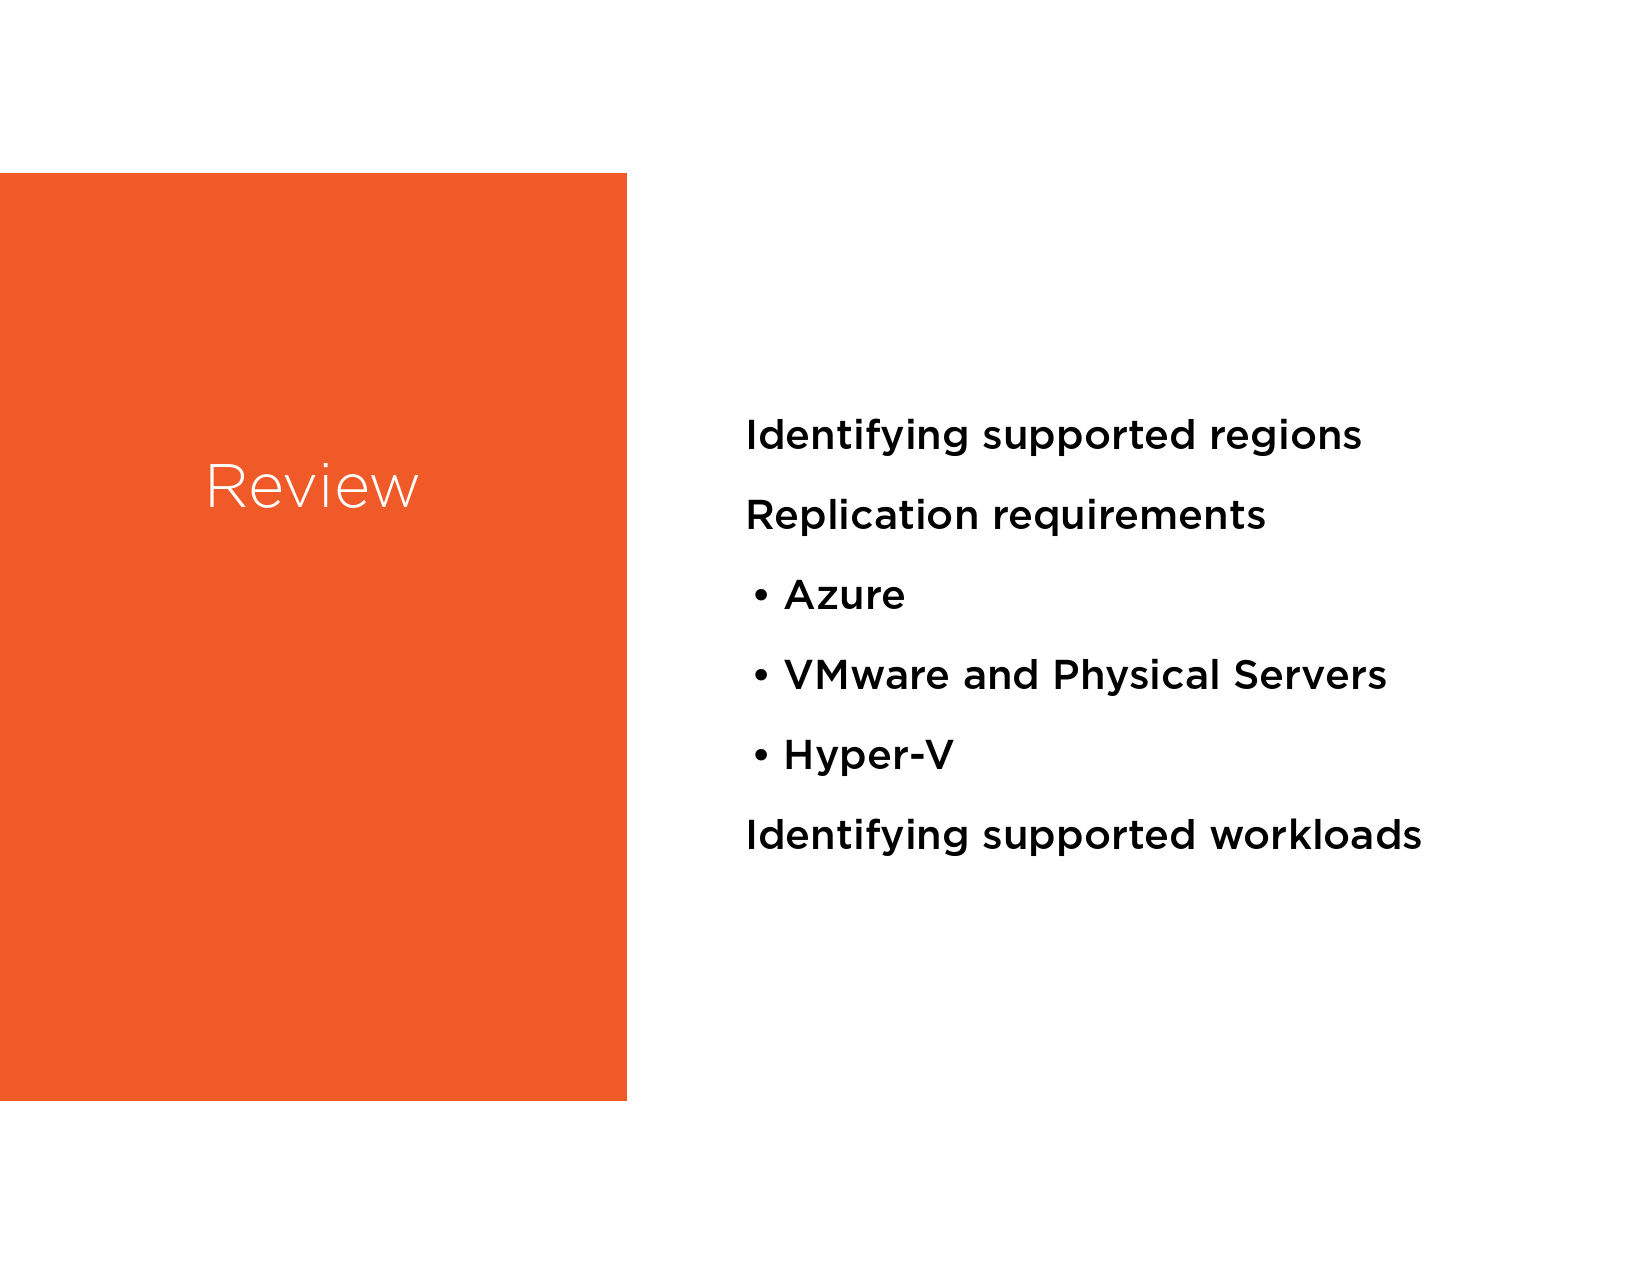 Review
Identifying supported regions
Replication requirements
• Azure
• VMware and Physical Servers
• Hyper-V
Identifying supported workloads